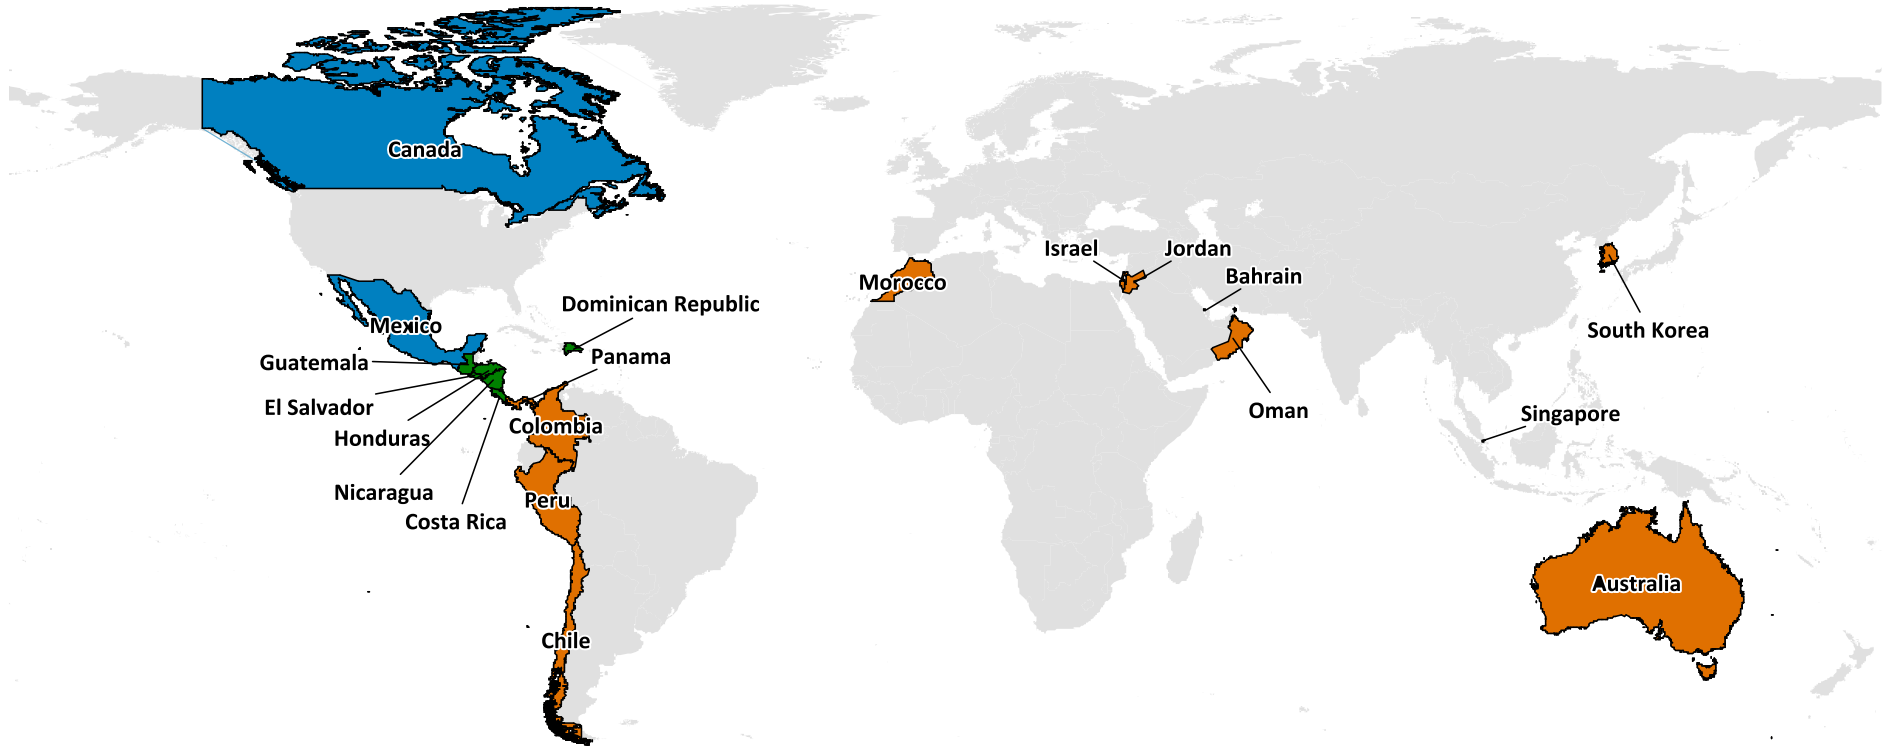 Canada
Israel
Jordan
Bahrain
Morocco
Dominican Republic
Mexico
South Korea
Panama
Guatemala
El Salvador
Oman
Singapore
Colombia
Honduras
Nicaragua
Peru
Costa Rica
Australia
Chile